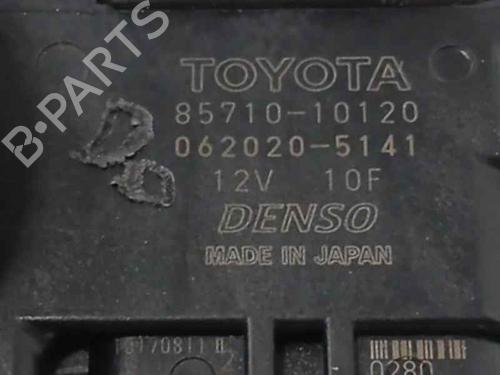 TOYOTA
85710-10120
062020-5141
12V 10F
DENSO
MADE IN JAPAN
B-PARTS
0280